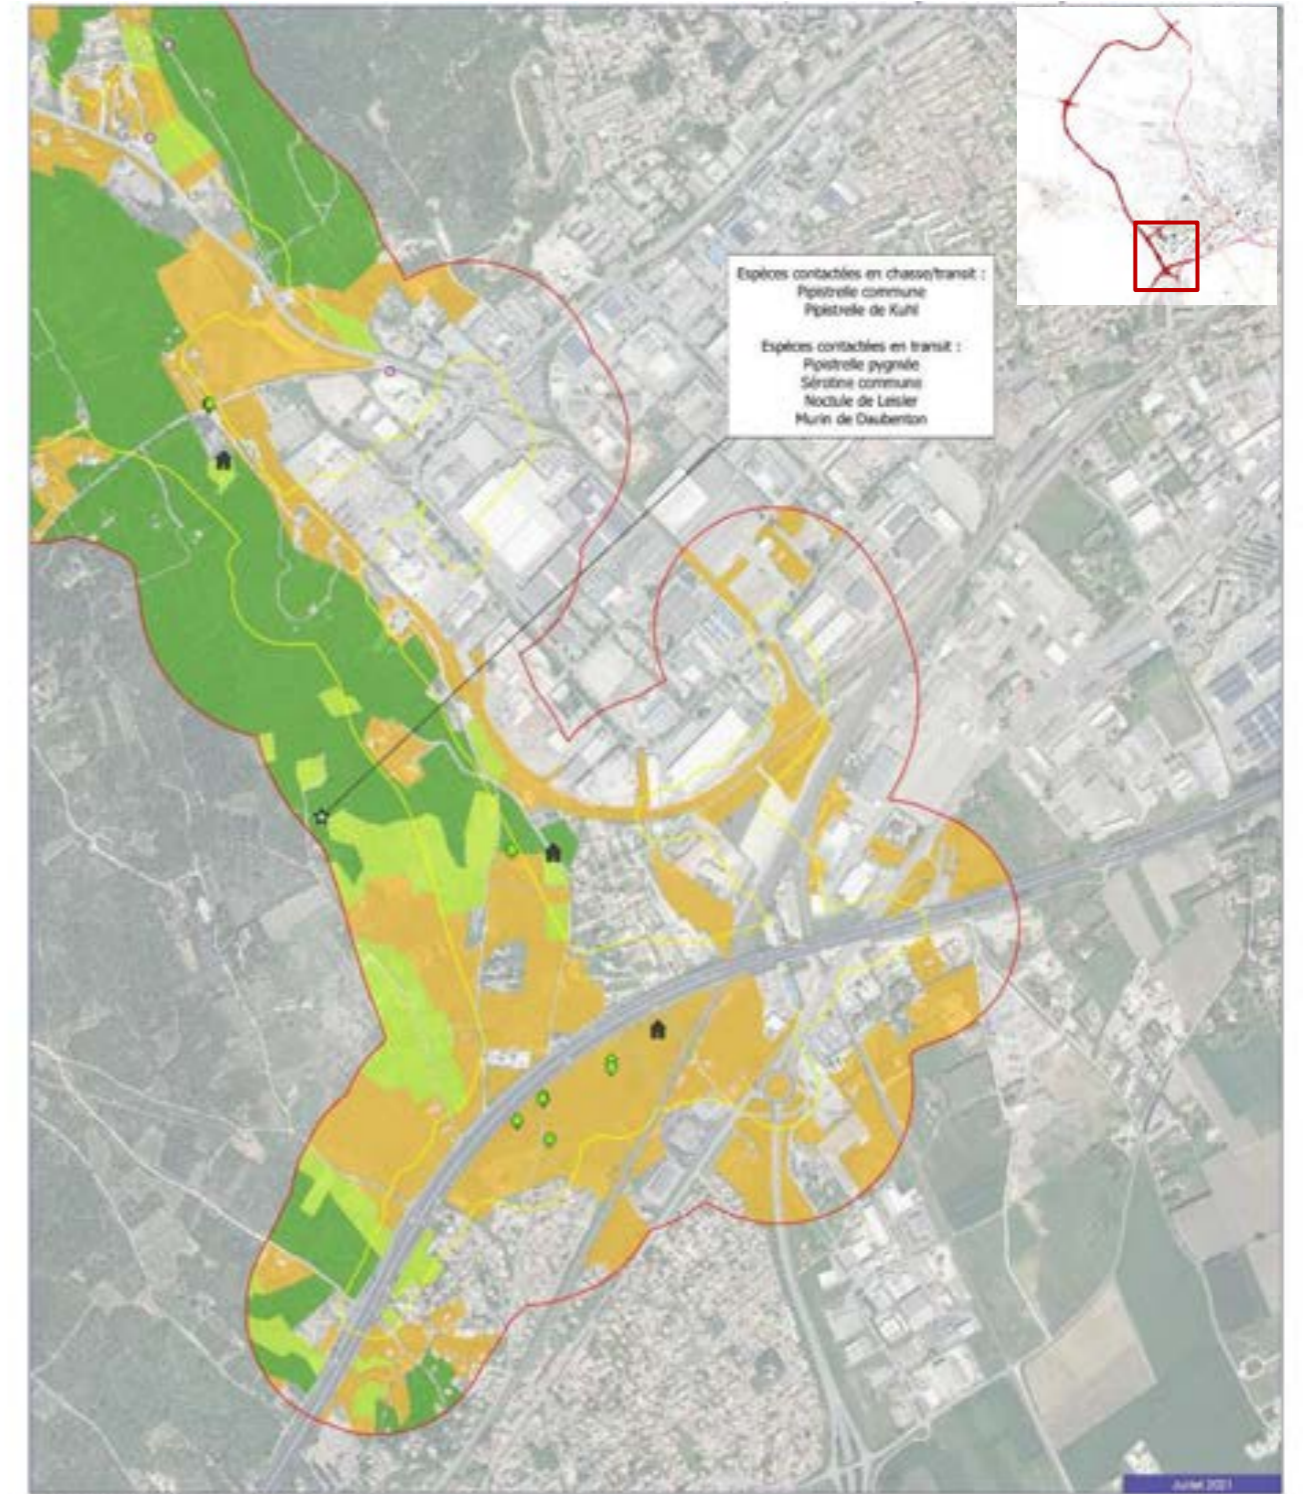 Espèces contactées en chasse/transit :
Pipistrelle commune
Pipistrelle de Kuhl
Espèces contactées en transit :
Pipistrelle pygmée
Sérotine commune
Noctule de Leisler
Murin de Daubenton
Juillet 2021